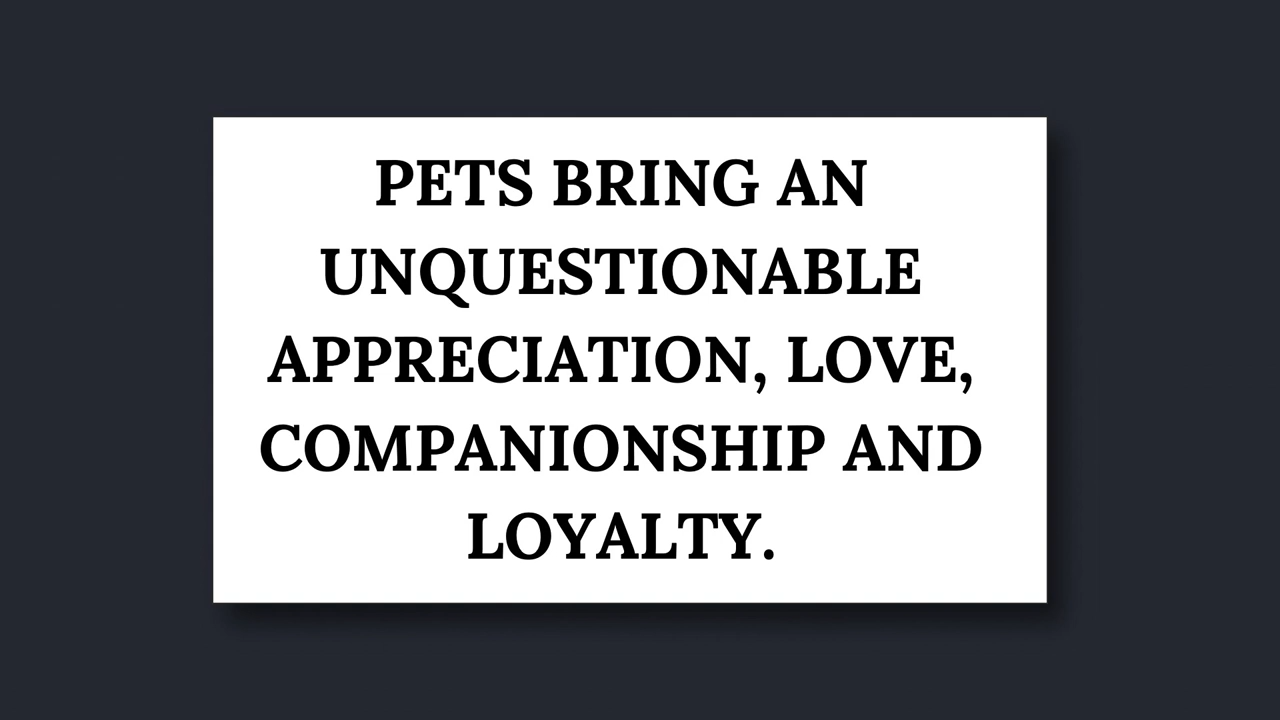 PETS BRING AN
UNQUESTIONABLE
APPRECIATION, LOVE,
COMPANIONSHIP AND
LOYALTY.